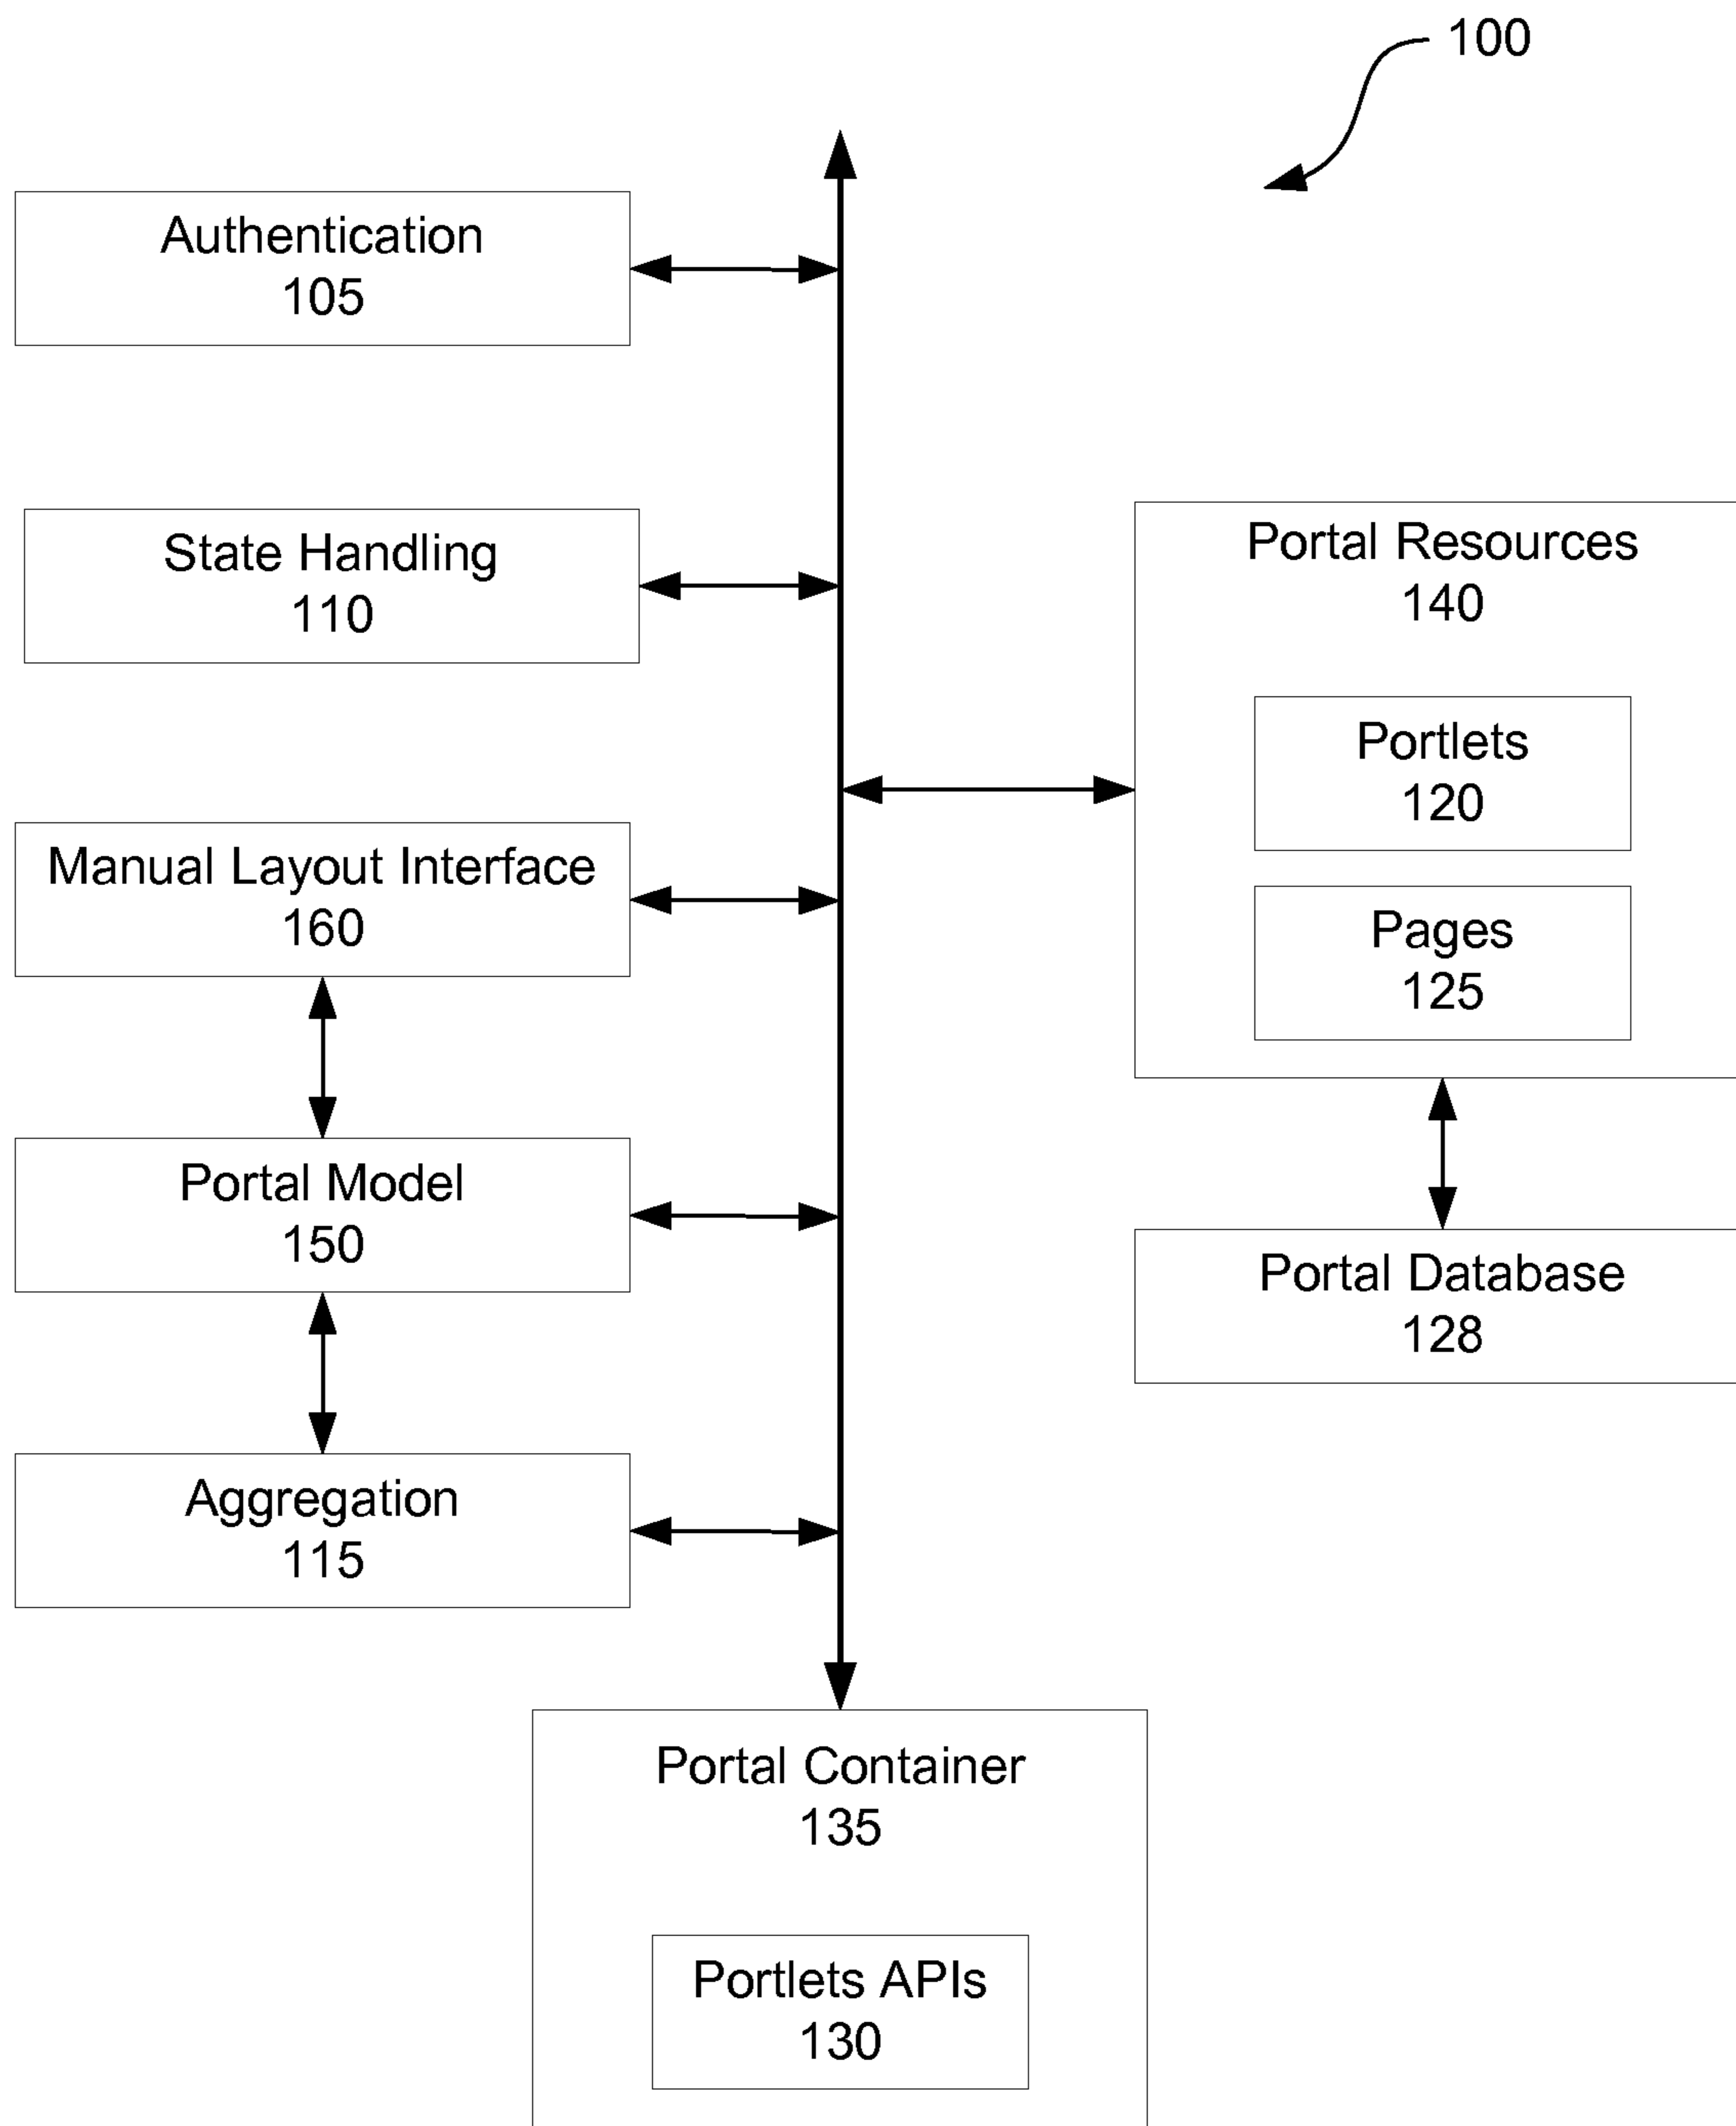 100
Authentication
105
State Handling
110
Portal Resources
140
Portlets
120
Manual Layout Interface
160
Pages
125
Portal Model
150
Portal Database
128
Aggregation
115
Portal Container
135
Portlets APIs
130